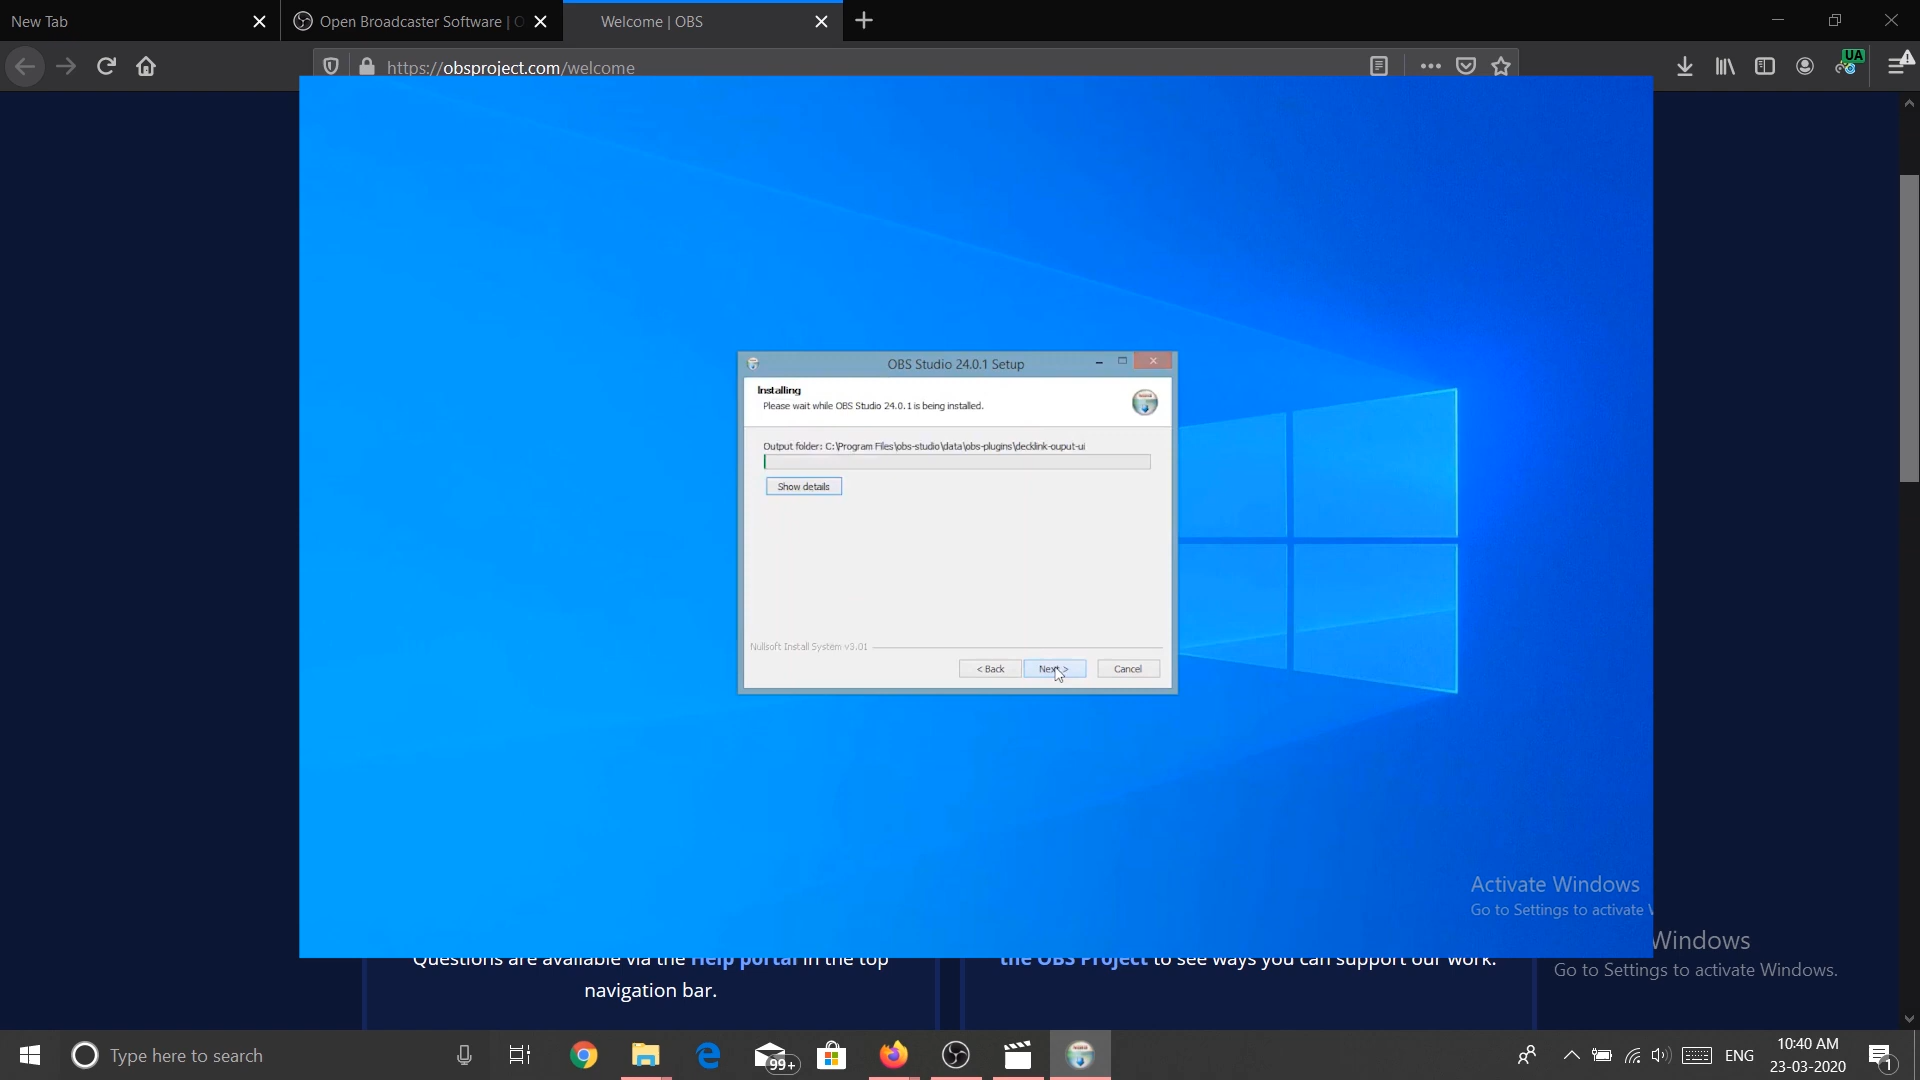 New Tab
Open Broadcaster Software | O
Welcome | OBS
https://obsproject.com/welcome
UA
OBS Studio 24.0.1 Setup
Installing
Please wait while OBS Studio 24.0.1 is being installed.
Output folder: C:\Program Files\obs-studio\data\obs-plugins\decklink-ouput-ui
Show details
Nullsoft Install System v3.01
< Back
Next >
Cancel
Activate Windows
Go to Settings to activate
Windows
Go to Settings to activate Windows.
Questions are available via the Help portal in the top
navigation bar.
the OBS Project to see ways you can support our work.
Type here to search
99+
ENG
10:40 AM
23-03-2020
1